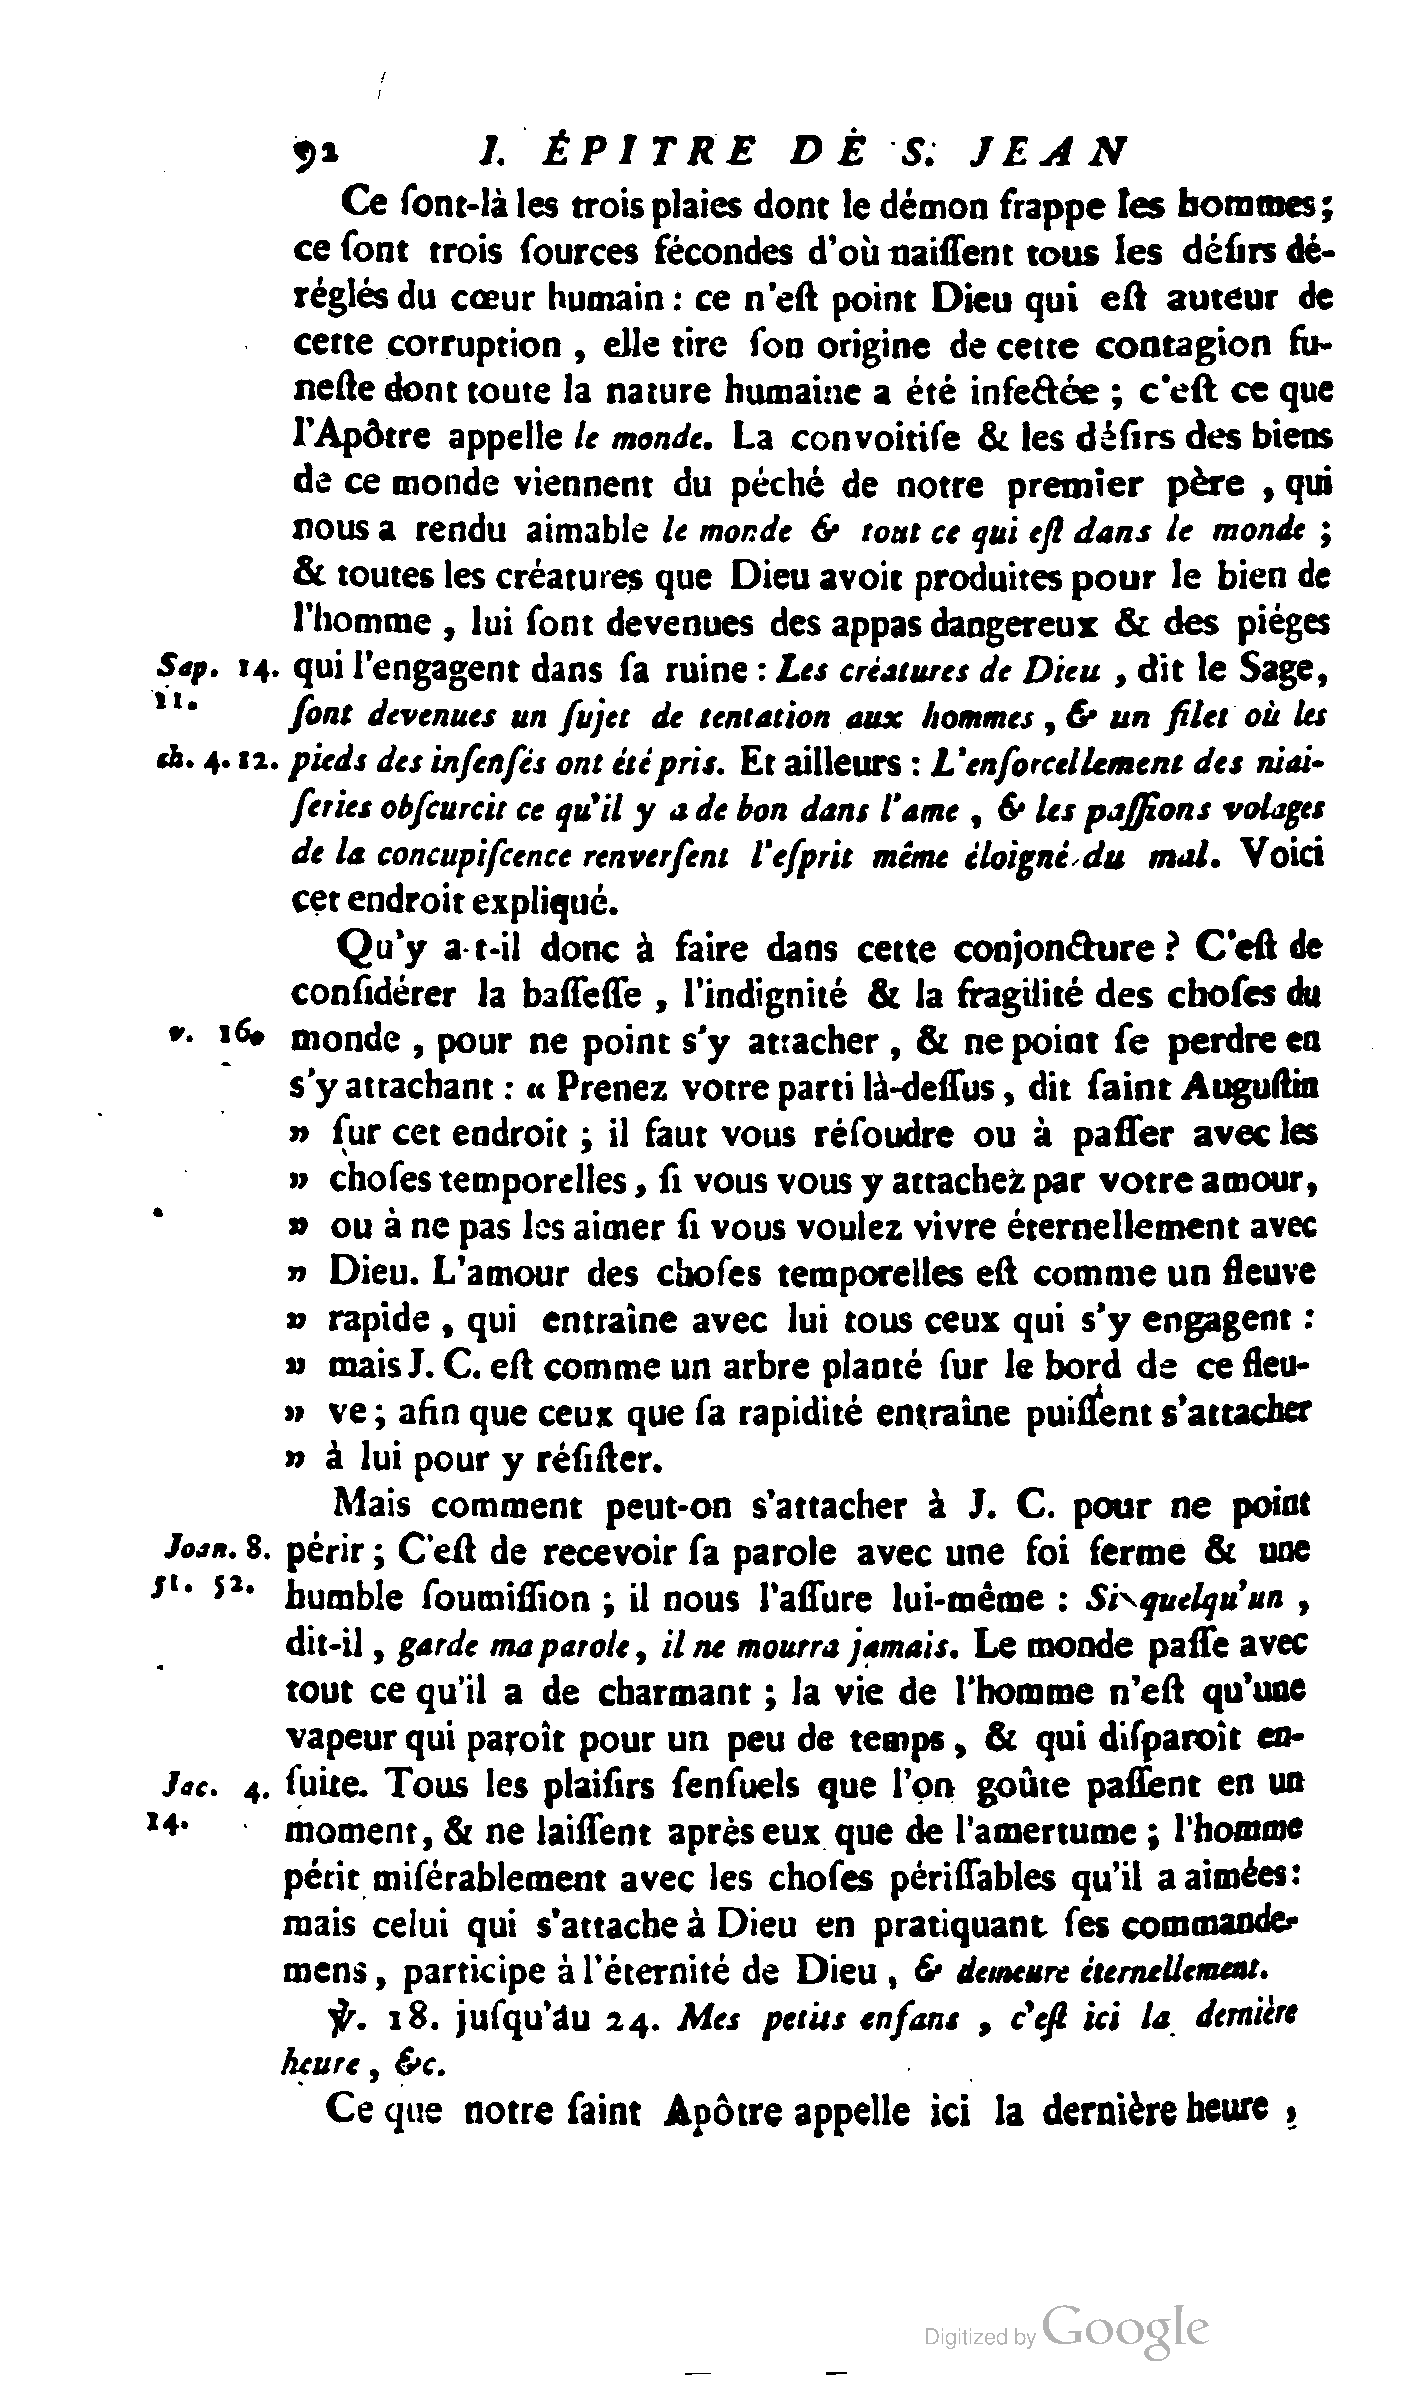 92 I. ÉPITRE DE S. JEAN
Ce ſont-là les trois plaies dont le démon frappe les hommes;
ce ſont trois ſources fécondes d'où naiſſent tous les déſirs dé-
réglés du cœur humain : ce n'eſt point Dieu qui eſt auteur de
cette corruption , elle tire ſon origine de cette contagion fu-
neſte dont toute la nature humaine a été infectée ; c'eſt ce que
l'Apôtre appelle le monde. La convoitiſe & les déſirs des biens
de ce monde viennent du péché de notre premier père , qui
nous a rendu aimable le monde & tout ce qui eſt dans le monde ;
& toutes les créatures que Dieu avoit produites pour le bien de
l'homme , lui ſont devenues des appas dangereux & des piéges
Sap. 14. qui l'engagent dans ſa ruine : Les créatures de Dieu , dit le Sage,
11. ſont devenues un ſujet de tentation aux hommes , & un filet où les
ch. 4. 12. pieds des inſenſés ont été pris. Et ailleurs : L'enſorcellement des niai-
ſeries obſcurcit ce qu'il y a de bon dans l'ame , & les paſſions volages
de la concupiſcence renverſent l'eſprit même éloigné du mal. Voici
cet endroit expliqué.
Qu'y a-t-il donc à faire dans cette conjoncture ? C'eſt de
conſidérer la baſſeſſe , l'indignité & la fragilité des choſes du
v. 16. monde , pour ne point s'y attacher , & ne point ſe perdre en
s'y attachant : « Prenez votre parti là-deſſus , dit ſaint Auguſtin
» ſur cet endroit ; il faut vous réſoudre ou à paſſer avec les
» choſes temporelles , ſi vous vous y attachez par votre amour,
» ou à ne pas les aimer ſi vous voulez vivre éternellement avec
» Dieu. L'amour des choſes temporelles eſt comme un fleuve
» rapide , qui entraîne avec lui tous ceux qui s'y engagent :
» mais J. C. eſt comme un arbre planté ſur le bord de ce fleu-
» ve ; afin que ceux que ſa rapidité entraîne puiſſent s'attacher
» à lui pour y réſiſter.
Mais comment peut-on s'attacher à J. C. pour ne point
Joan. 8. périr ; C'eſt de recevoir ſa parole avec une foi ferme & une
51. 52. humble ſoumiſſion ; il nous l'aſſure lui-même : Si quelqu'un ,
dit-il , garde ma parole , il ne mourra jamais. Le monde paſſe avec
tout ce qu'il a de charmant ; la vie de l'homme n'eſt qu'une
vapeur qui paroît pour un peu de temps , & qui diſparoît en-
Jac. 4. ſuite. Tous les plaiſirs ſenſuels que l'on goûte paſſent en un
14. moment, & ne laiſſent après eux que de l'amertume ; l'homme
périt miſérablement avec les choſes périſſables qu'il a aimées :
mais celui qui s'attache à Dieu en pratiquant ſes commande-
mens , participe à l'éternité de Dieu , & demeure éternellement.
℣. 18. juſqu'au 24. Mes petits enfans , c'eſt ici la dernière
heure , &c.
Ce que notre ſaint Apôtre appelle ici la dernière heure ,
Digitized by Google